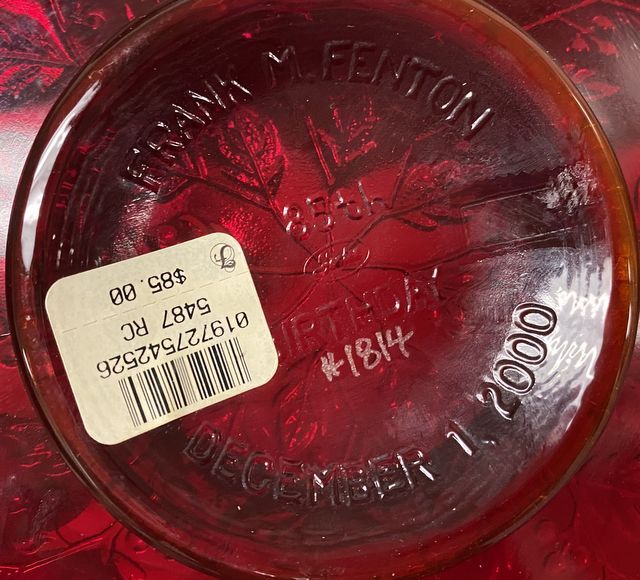 FRANK M. FENTON
85th
BIRTHDAY
#1814
DECEMBER 1, 2000
$85.00
5487 RC
019727542526